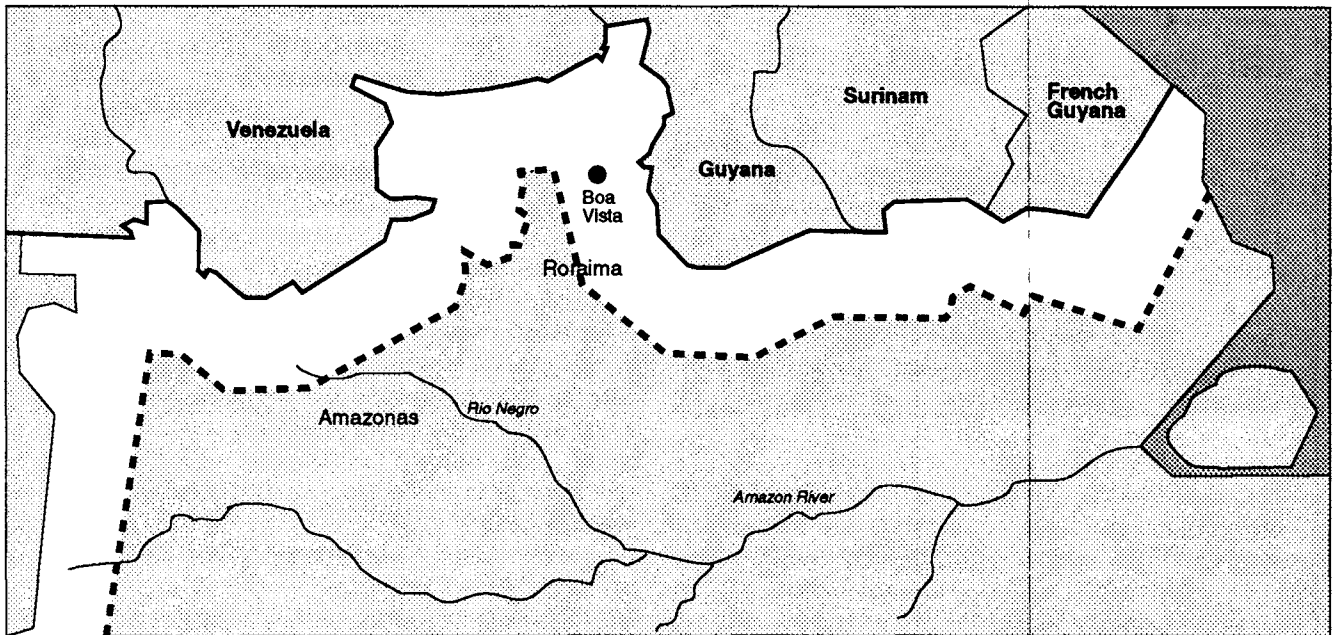 Surinam
French
Guyana
Venezuela
Guyana
Boa
Vista
Roraima
Rio Negro
Amazonas
Amazon River